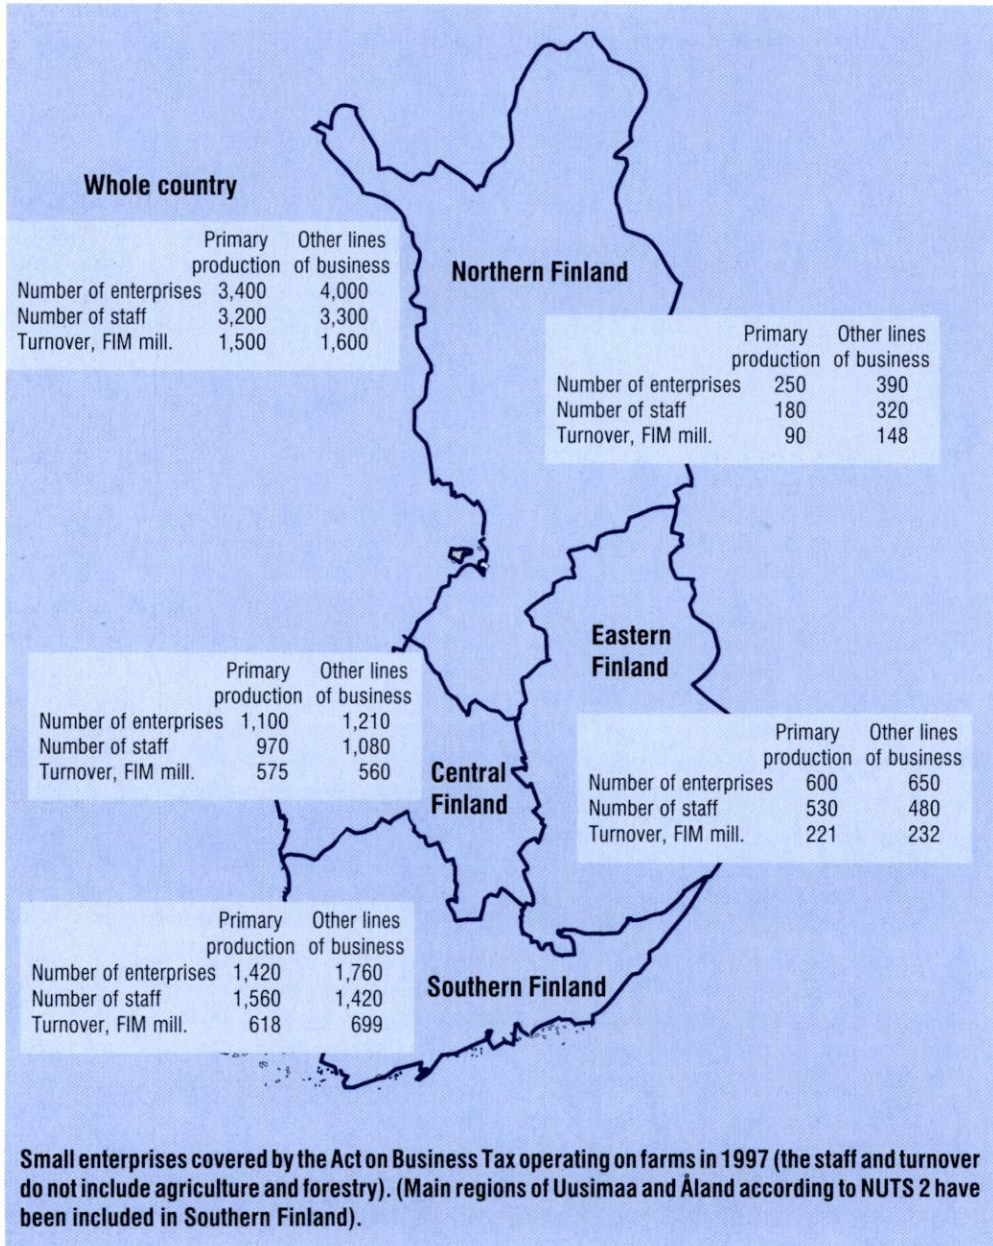 Whole country
Primary Other lines
production of business
Number of enterprises 3,400 4,000
Number of staff 3,200 3,300
Turnover, FIM mill. 1,500 1,600
Northern Finland
Primary Other lines
production of business
Number of enterprises 250 390
Number of staff 180 320
Turnover, FIM mill. 90 148
Eastern
Finland
Primary Other lines
production of business
Number of enterprises 1,100 1,210
Number of staff 970 1,080
Turnover, FIM mill. 575 560
Central
Finland
Primary Other lines
production of business
Number of enterprises 600 650
Number of staff 530 480
Turnover, FIM mill. 221 232
Primary Other lines
production of business
Number of enterprises 1,420 1,760
Number of staff 1,560 1,420
Turnover, FIM mill. 618 699
Southern Finland
Small enterprises covered by the Act on Business Tax operating on farms in 1997 (the staff and turnover
do not include agriculture and forestry). (Main regions of Uusimaa and Åland according to NUTS 2 have
been included in Southern Finland).